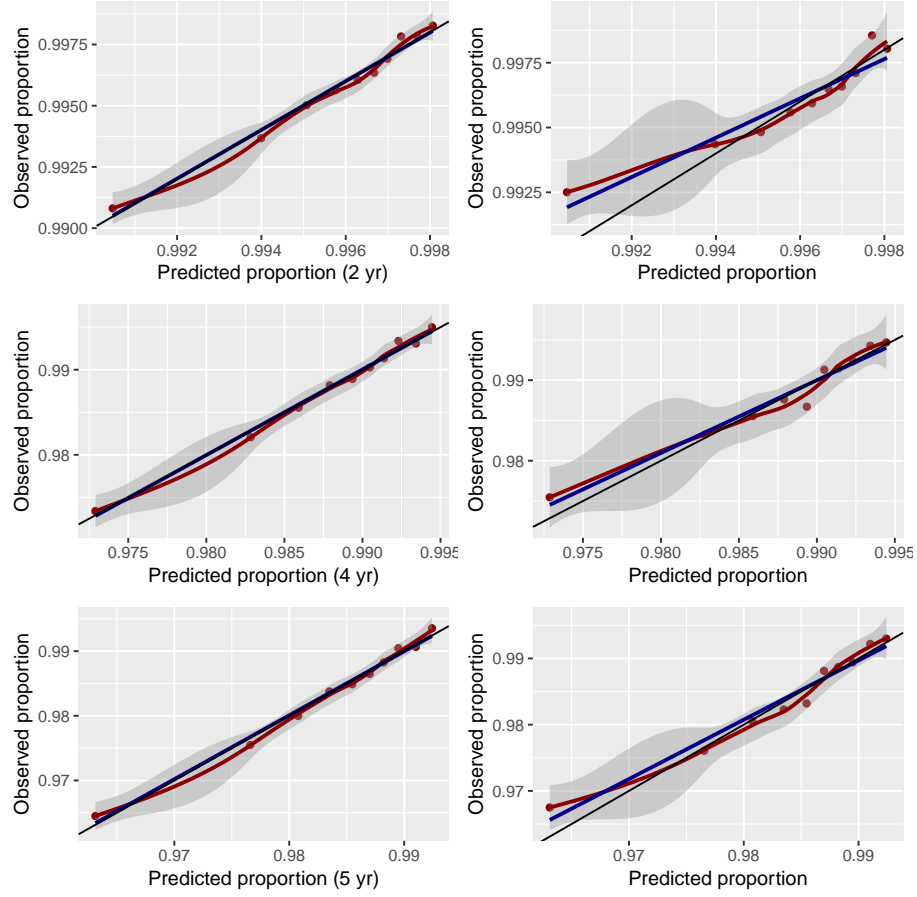 0.9975
0.9950
0.9925
0.9900
Observed proportion
0.992 0.994 0.996 0.998
Predicted proportion (2 yr)
0.9975
0.9950
0.9925
Observed proportion
0.992 0.994 0.996 0.998
Predicted proportion
0.99
0.98
Observed proportion
0.975 0.980 0.985 0.990 0.995
Predicted proportion (4 yr)
0.99
0.98
Observed proportion
0.975 0.980 0.985 0.990 0.995
Predicted proportion
0.99
0.98
0.97
Observed proportion
0.97 0.98 0.99
Predicted proportion (5 yr)
0.99
0.98
0.97
Observed proportion
0.97 0.98 0.99
Predicted proportion